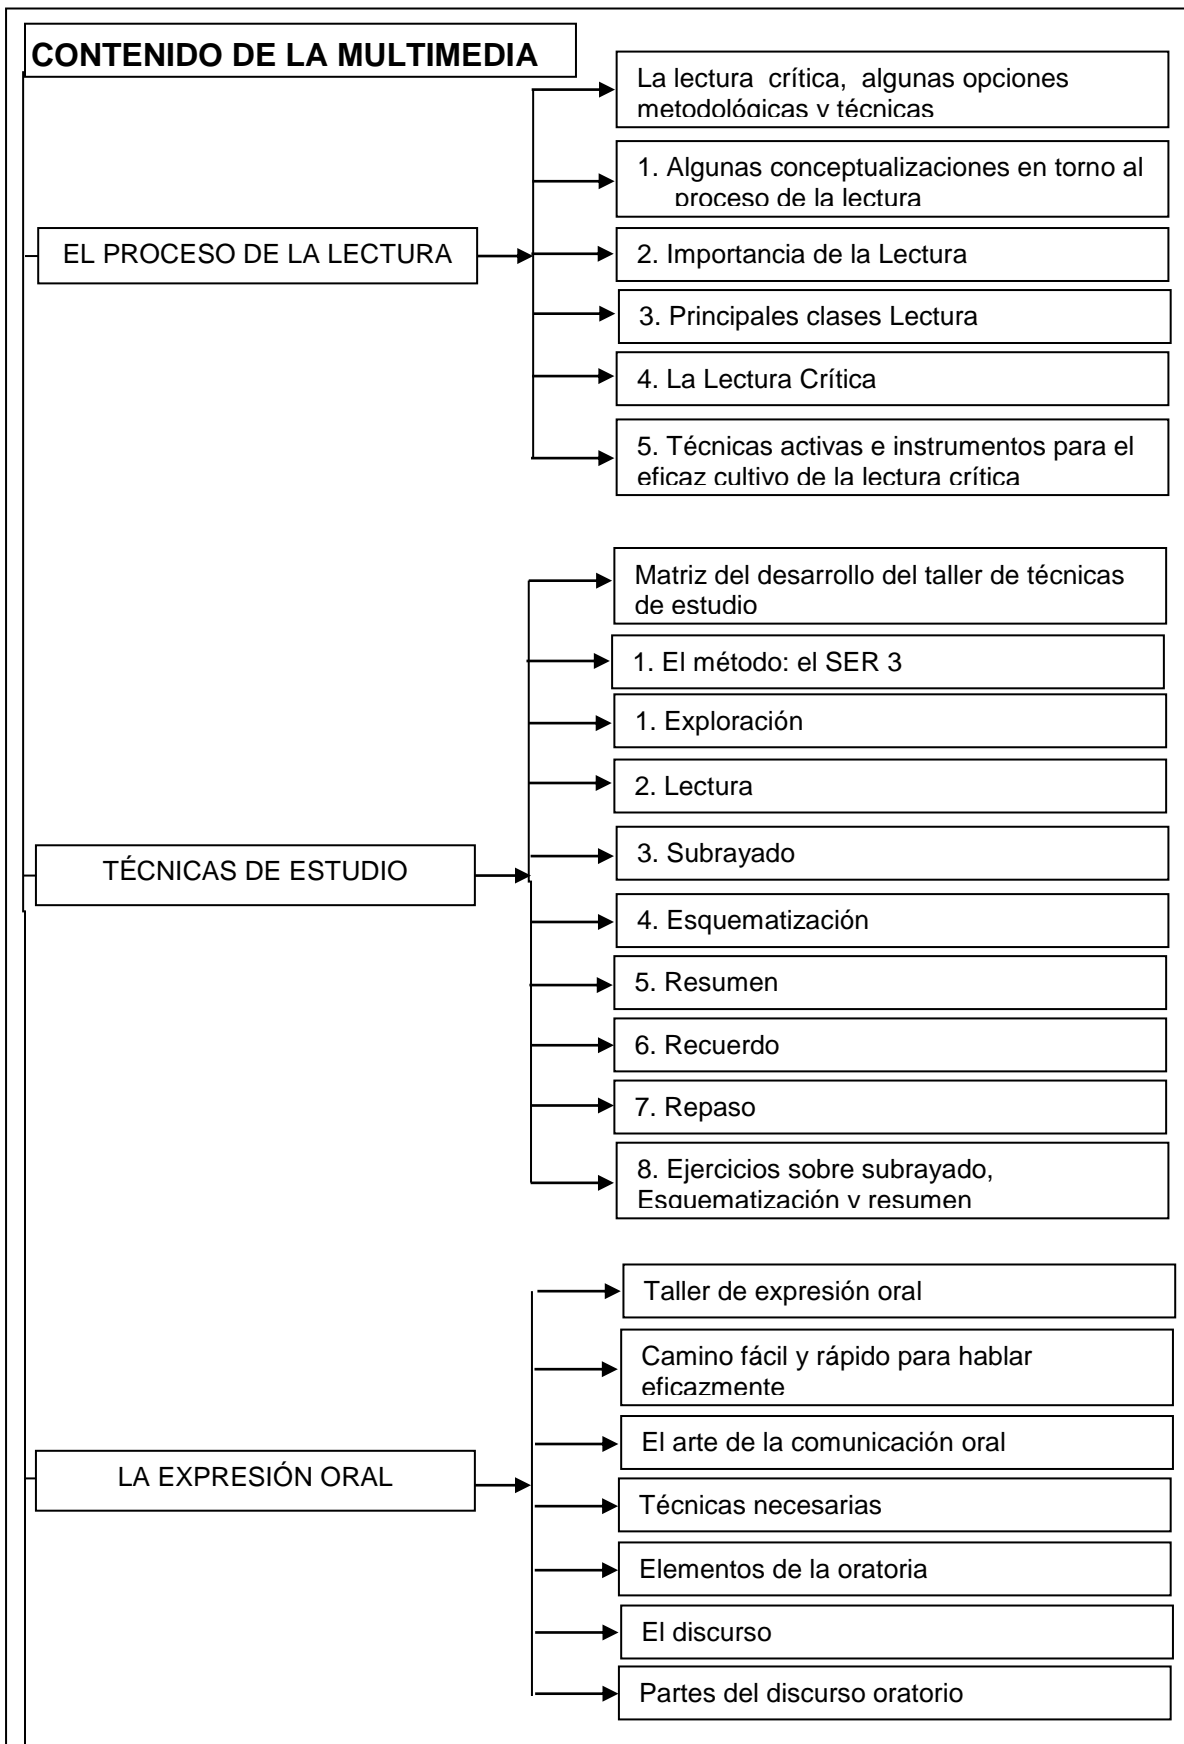 CONTENIDO DE LA MULTIMEDIA
EL PROCESO DE LA LECTURA
La lectura crítica, algunas opciones
metodológicas y técnicas
1. Algunas conceptualizaciones en torno al
proceso de la lectura
2. Importancia de la Lectura
3. Principales clases Lectura
4. La Lectura Crítica
5. Técnicas activas e instrumentos para el
eficaz cultivo de la lectura crítica
TÉCNICAS DE ESTUDIO
Matriz del desarrollo del taller de técnicas
de estudio
1. El método: el SER 3
1. Exploración
2. Lectura
3. Subrayado
4. Esquematización
5. Resumen
6. Recuerdo
7. Repaso
8. Ejercicios sobre subrayado,
Esquematización y resumen
LA EXPRESIÓN ORAL
Taller de expresión oral
Camino fácil y rápido para hablar
eficazmente
El arte de la comunicación oral
Técnicas necesarias
Elementos de la oratoria
El discurso
Partes del discurso oratorio